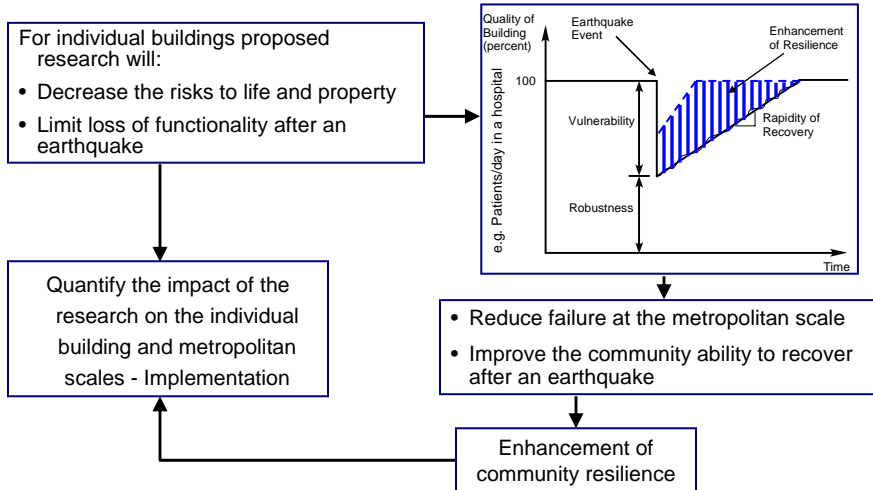 For individual buildings proposed
research will:
• Decrease the risks to life and property
• Limit loss of functionality after an
earthquake
Quality of
Building
(percent)
Earthquake
Event
Enhancement
of Resilience
100
e.g. Patients/day in a hospital
Vulnerability
Rapidity of
Recovery
Robustness
Time
Quantify the impact of the
research on the individual
building and metropolitan
scales - Implementation
• Reduce failure at the metropolitan scale
• Improve the community ability to recover
after an earthquake
Enhancement of
community resilience